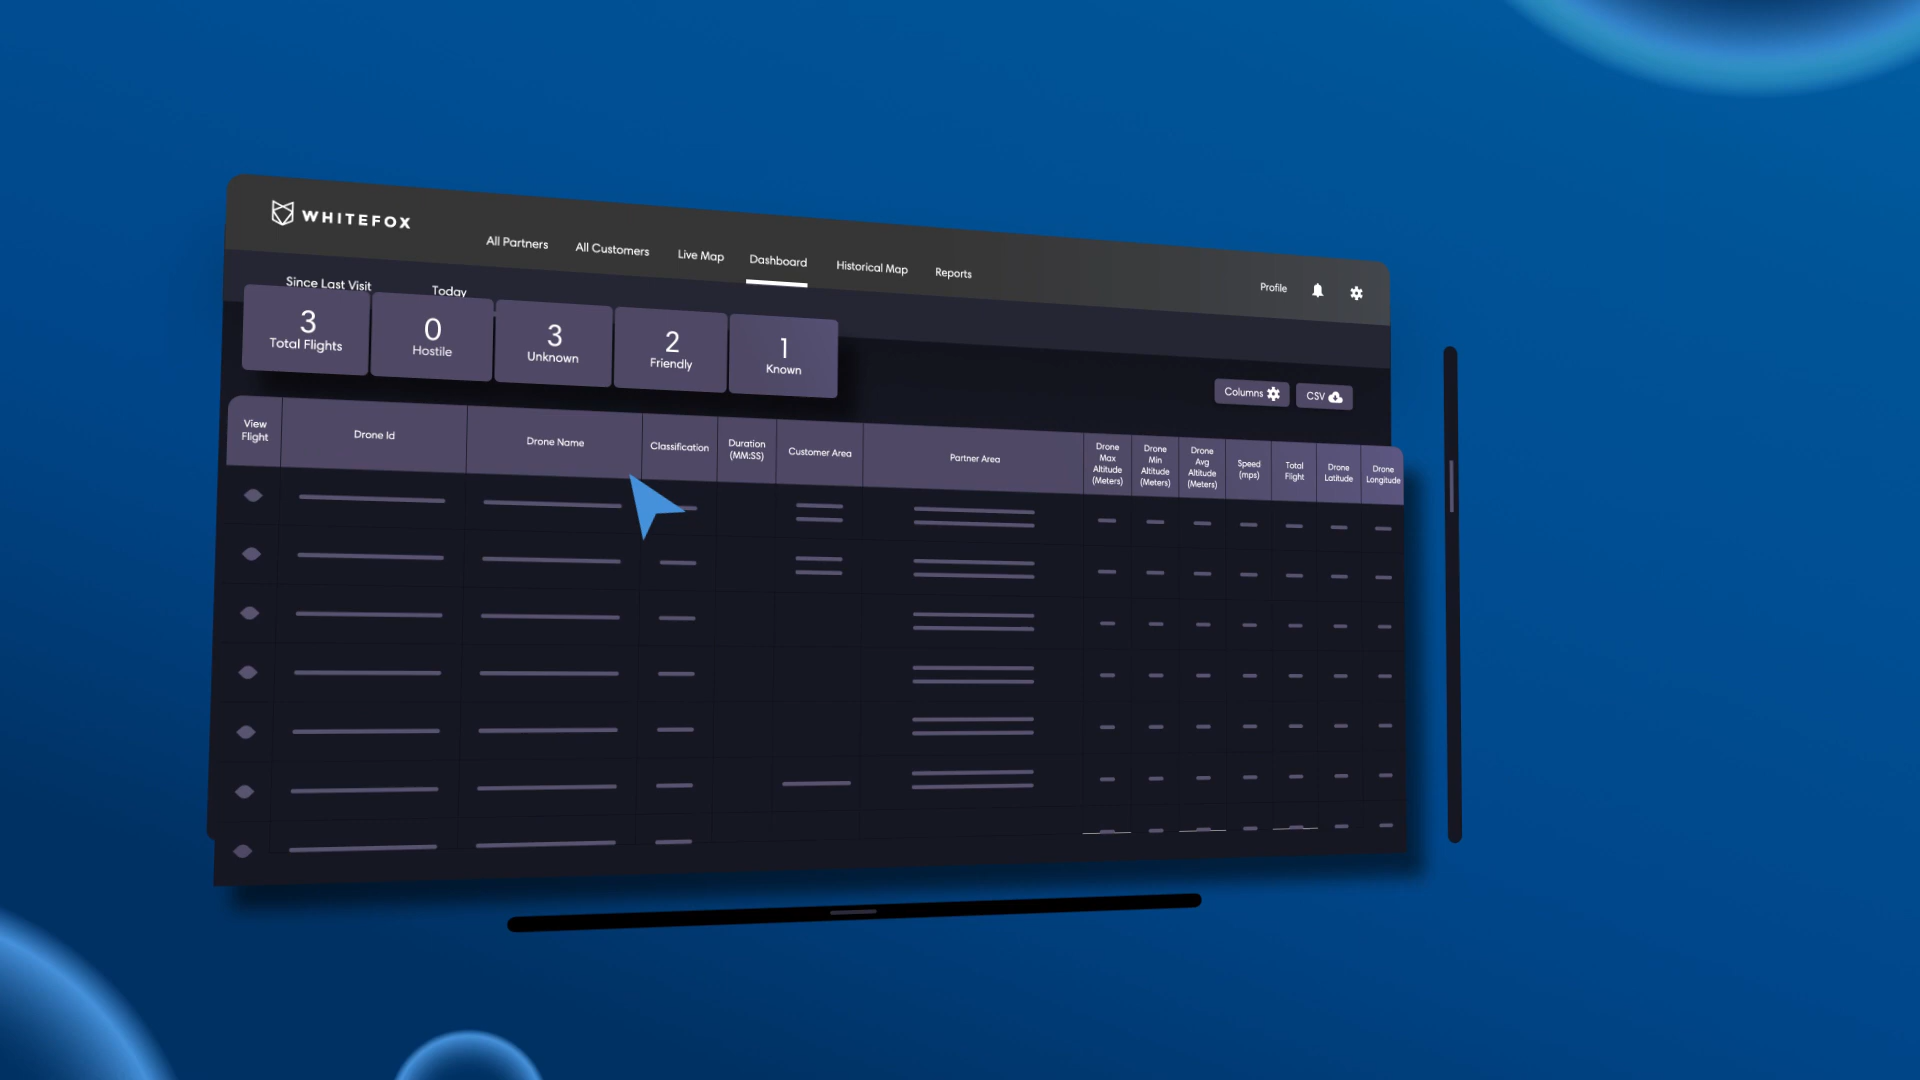 WHITEFOX
All Partners
All Customers
Live Map
Dashboard
Historical Map
Reports
Profile
Since Last Visit
Today
3
Total Flights
0
Hostile
3
Unknown
2
Friendly
1
Known
Columns
CSV
View
Flight
Drone Id
Drone Name
Classification
Duration
(MM:SS)
Customer Area
Partner Area
Drone
Max
Altitude
(Meters)
Drone
Min
Altitude
(Meters)
Drone
Avg
Altitude
(Meters)
Speed
(mps)
Total
Flight
Drone
Latitude
Drone
Longitude